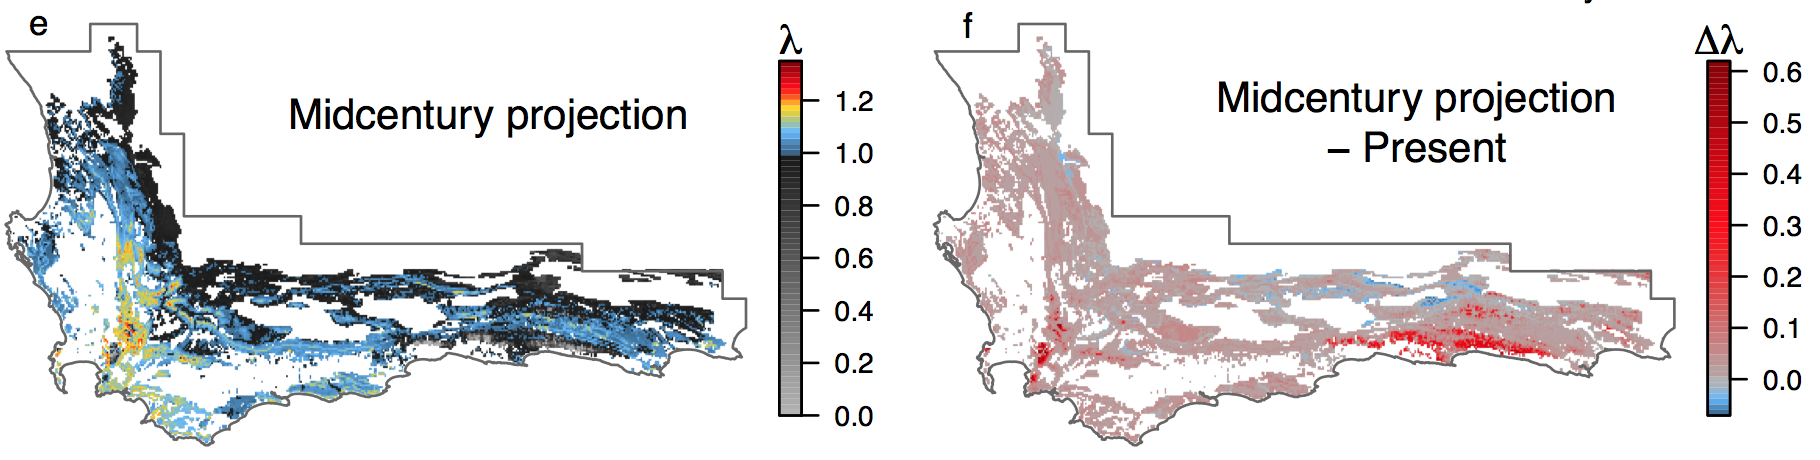 e
Midcentury projection
λ
1.2
1.0
0.8
0.6
0.4
0.2
0.0
f
Midcentury projection
– Present
Δλ
0.6
0.5
0.4
0.3
0.2
0.1
0.0